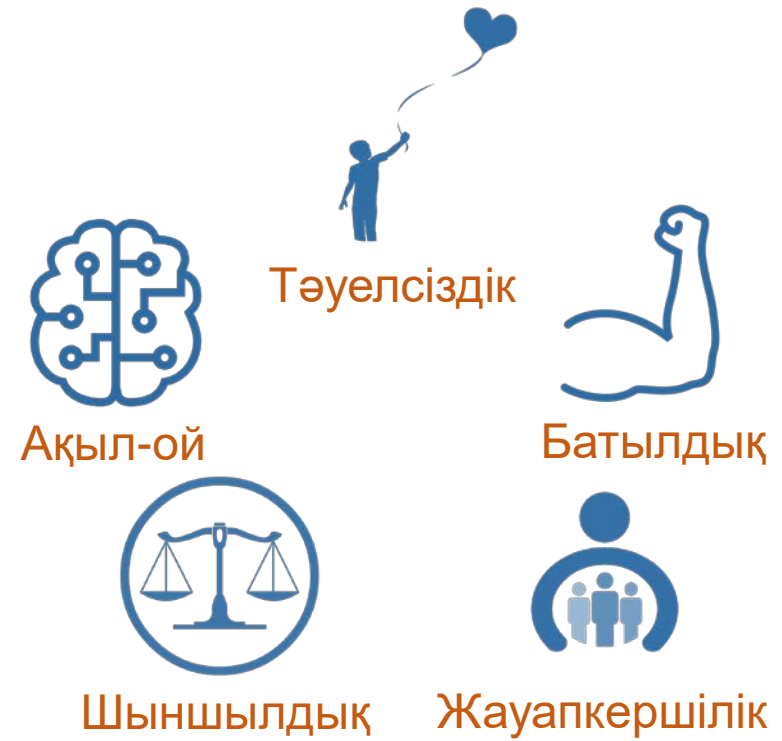 Тәуелсіздік
Ақыл-ой
Батылдық
Шыншылдық
Жауапкершілік